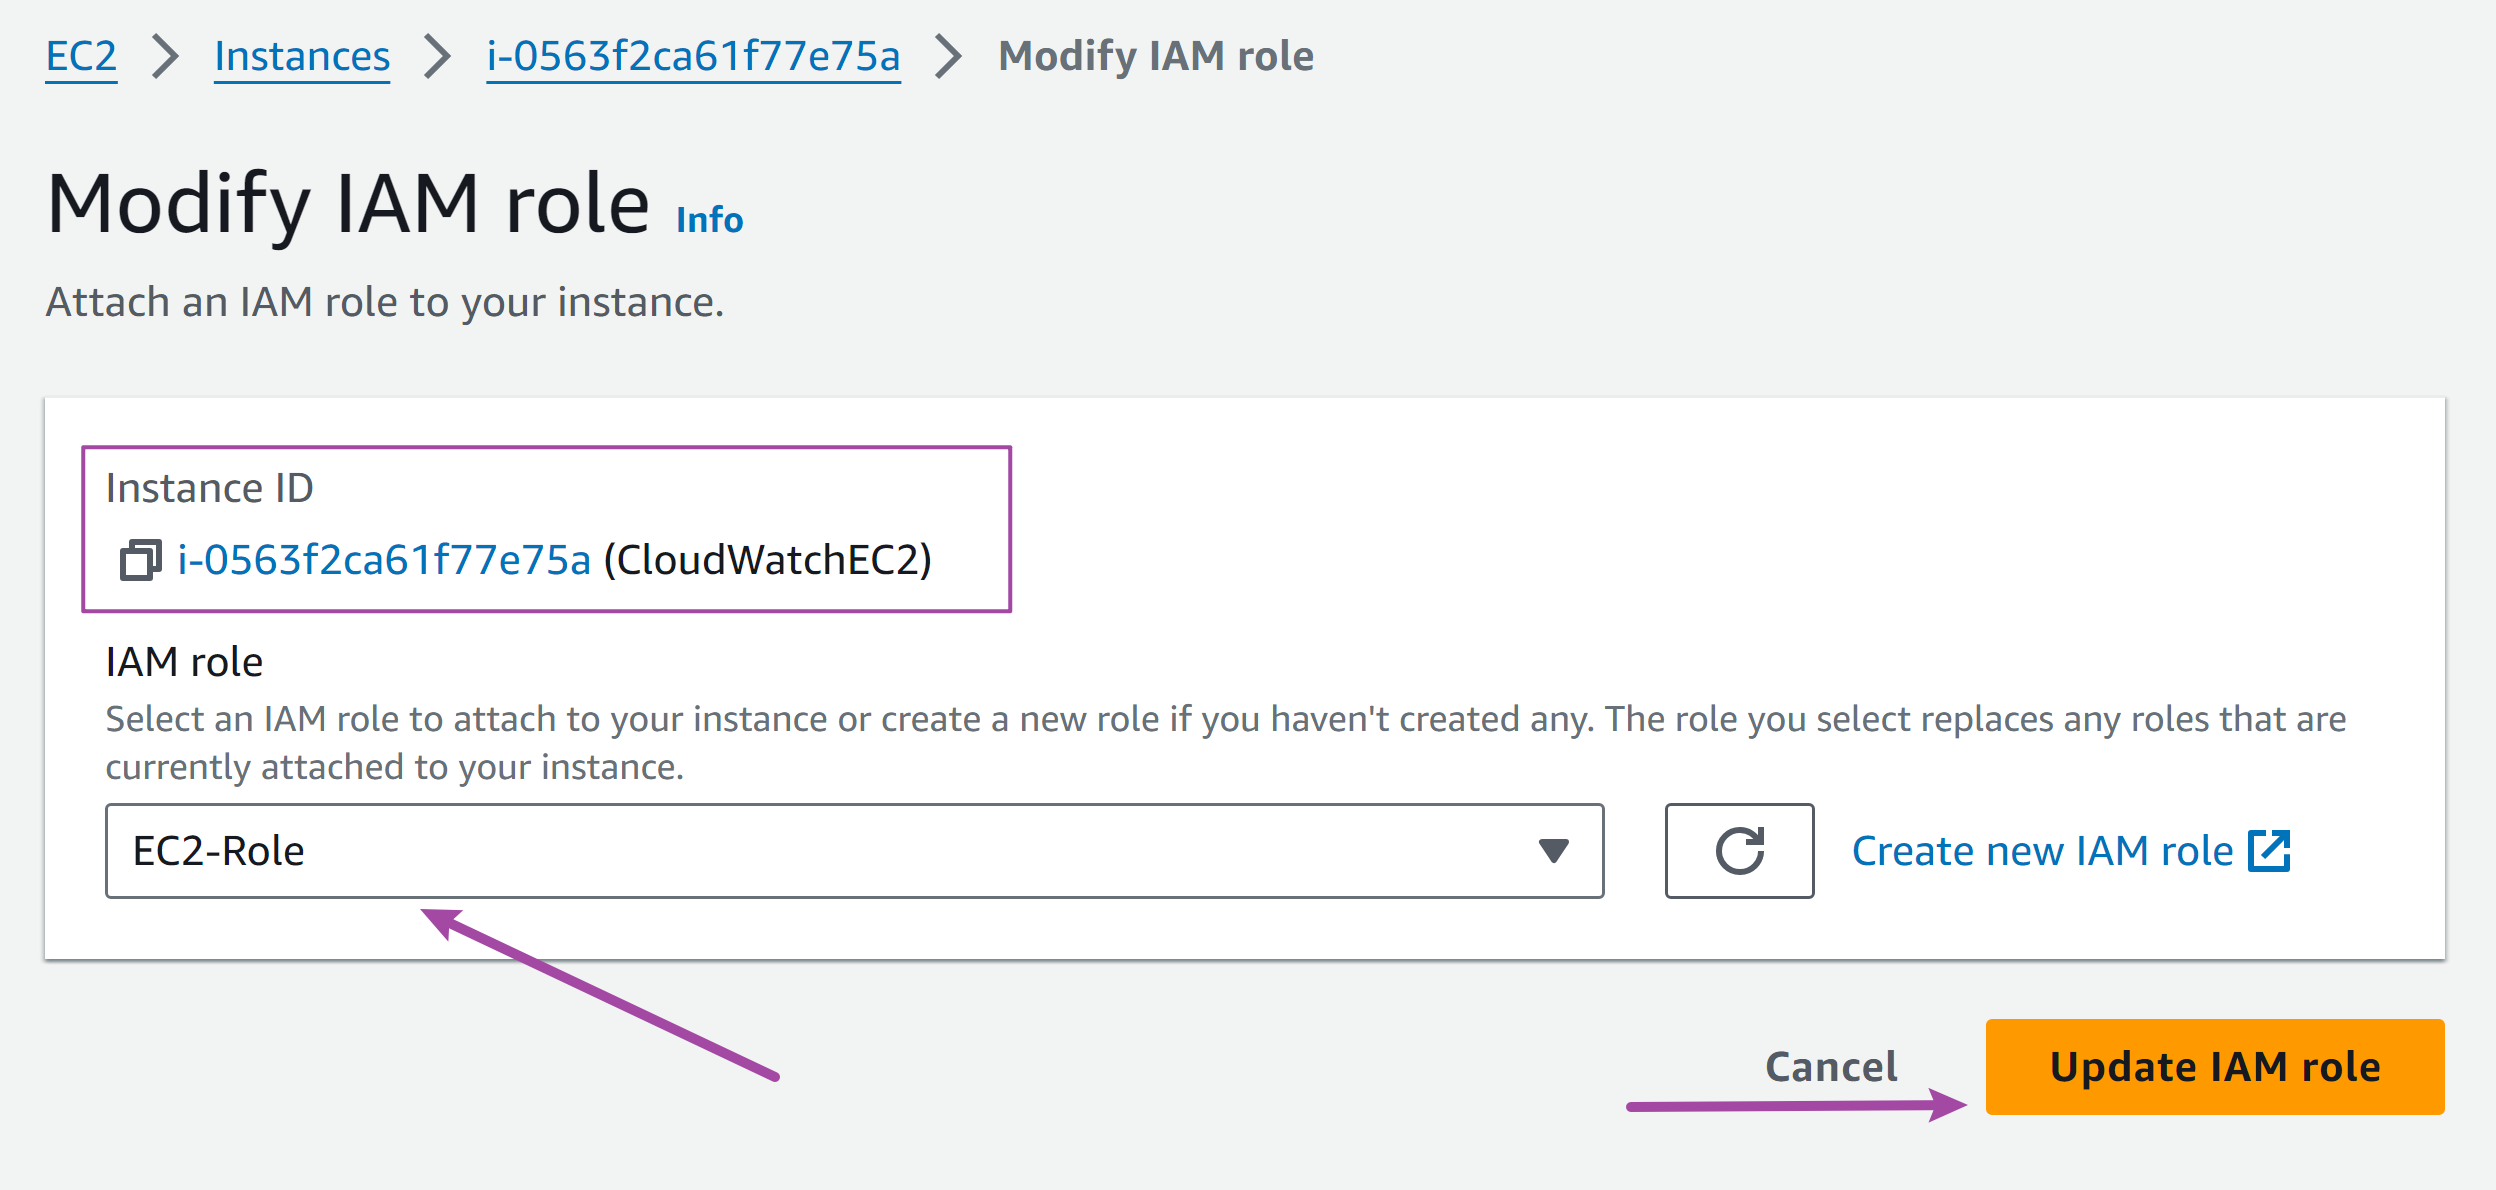 EC2 Instances i-0563f2ca61f77e75a Modify IAM role
Modify IAM role Info
Attach an IAM role to your instance.
Instance ID
i-0563f2ca61f77e75a (CloudWatchEC2)
IAM role
Select an IAM role to attach to your instance or create a new role if you haven't created any. The role you select replaces any roles that are
currently attached to your instance.
EC2-Role Create new IAM role
Cancel Update IAM role